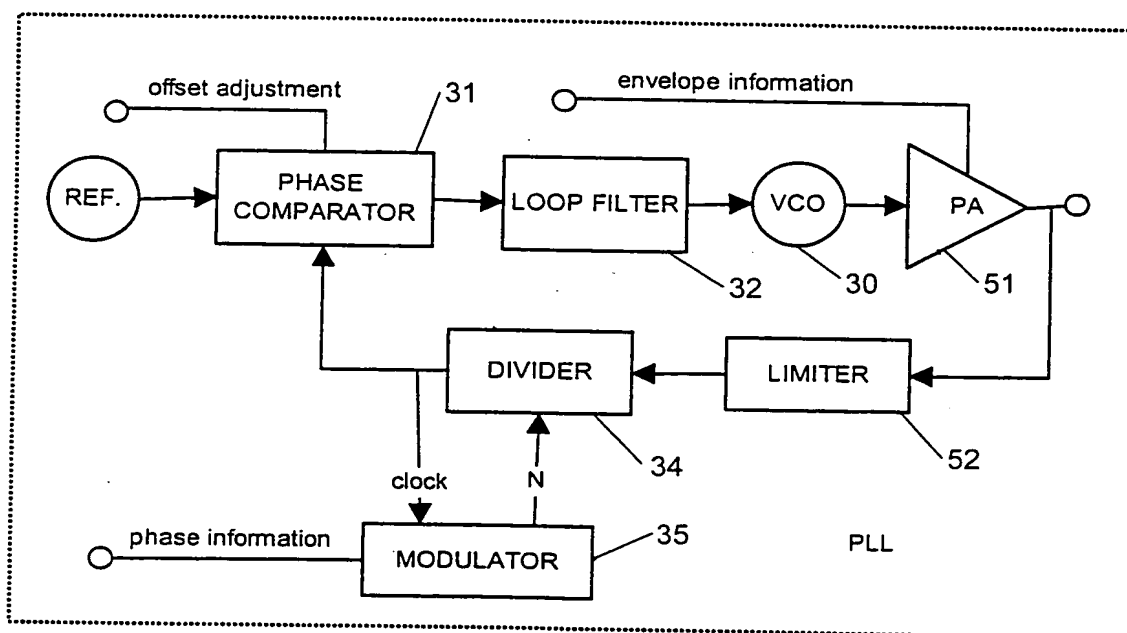 offset adjustment
31
envelope information
REF.
PHASE
COMPARATOR
LOOP FILTER
VCO
PA
32
30
51
DIVIDER
LIMITER
34
52
clock
N
phase information
MODULATOR
35
PLL